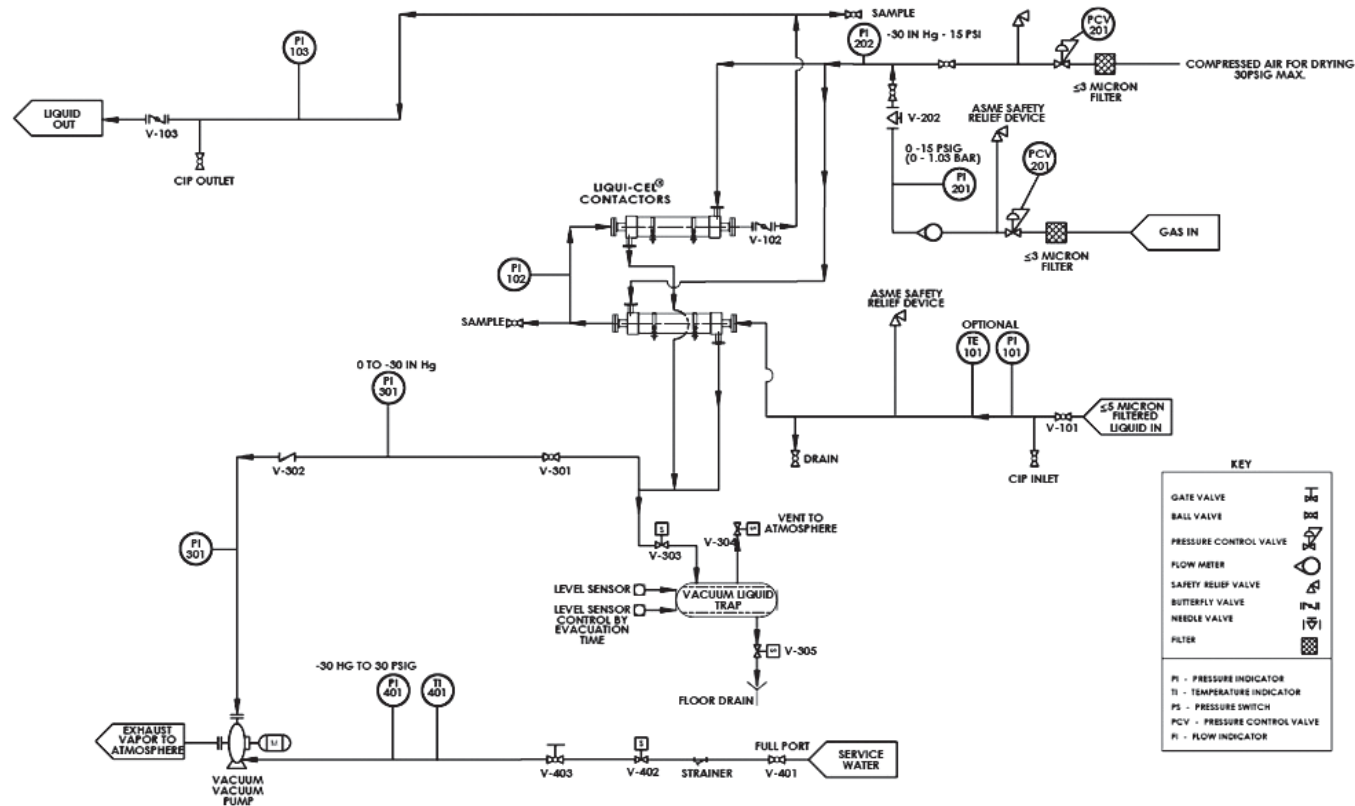 SAMPLE
PI
103
PI
202
-30 IN Hg - 15 PSI
PCV
201
COMPRESSED AIR FOR DRYING
30PSIG MAX.
≤3 MICRON
FILTER
LIQUID
OUT
V-103
CIP OUTLET
V-202
ASME SAFETY
RELIEF DEVICE
0 -15 PSIG
(0 - 1.03 BAR)
PI
201
PCV
201
LIQUI-CEL®
CONTACTORS
V-102
GAS IN
≤3 MICRON
FILTER
PI
102
SAMPLE
ASME SAFETY
RELIEF DEVICE
OPTIONAL
TE
101
PI
101
≤5 MICRON
FILTERED
LIQUID IN
V-101
DRAIN
CIP INLET
0 TO -30 IN Hg
PI
301
V-302
V-301
PI
301
V-303
S
V-304
S
VENT TO
ATMOSPHERE
LEVEL SENSOR
LEVEL SENSOR
CONTROL BY
EVACUATION
TIME
VACUUM LIQUID
TRAP
V-305
S
FLOOR DRAIN
-30 HG TO 30 PSIG
PI
401
TI
401
EXHAUST
VAPOR TO
ATMOSPHERE
M
VACUUM
VACUUM
PUMP
V-403
S
V-402
STRAINER
FULL PORT
V-401
SERVICE
WATER
KEY
GATE VALVE
BALL VALVE
PRESSURE CONTROL VALVE
FLOW METER
SAFETY RELIEF VALVE
BUTTERFLY VALVE
NEEDLE VALVE
FILTER
PI - PRESSURE INDICATOR
TI - TEMPERATURE INDICATOR
PS - PRESSURE SWITCH
PCV - PRESSURE CONTROL VALVE
PI - FLOW INDICATOR